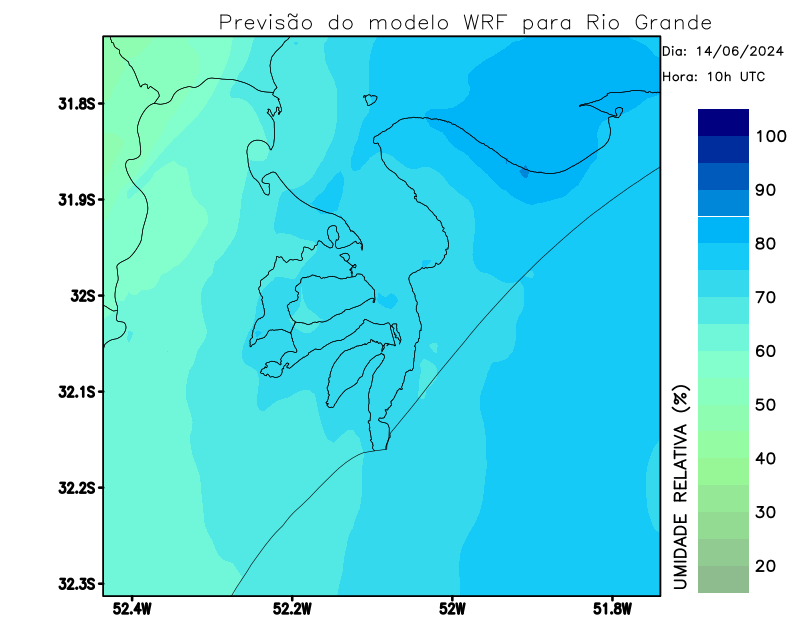 Previsão do modelo WRF para Rio Grande
Dia: 14/06/2024
Hora: 10h UTC
31.8S
31.9S
32S
32.1S
32.2S
32.3S
52.4W 52.2W 52W 51.8W
100
90
80
70
60
50
40
30
20
UMIDADE RELATIVA (%)